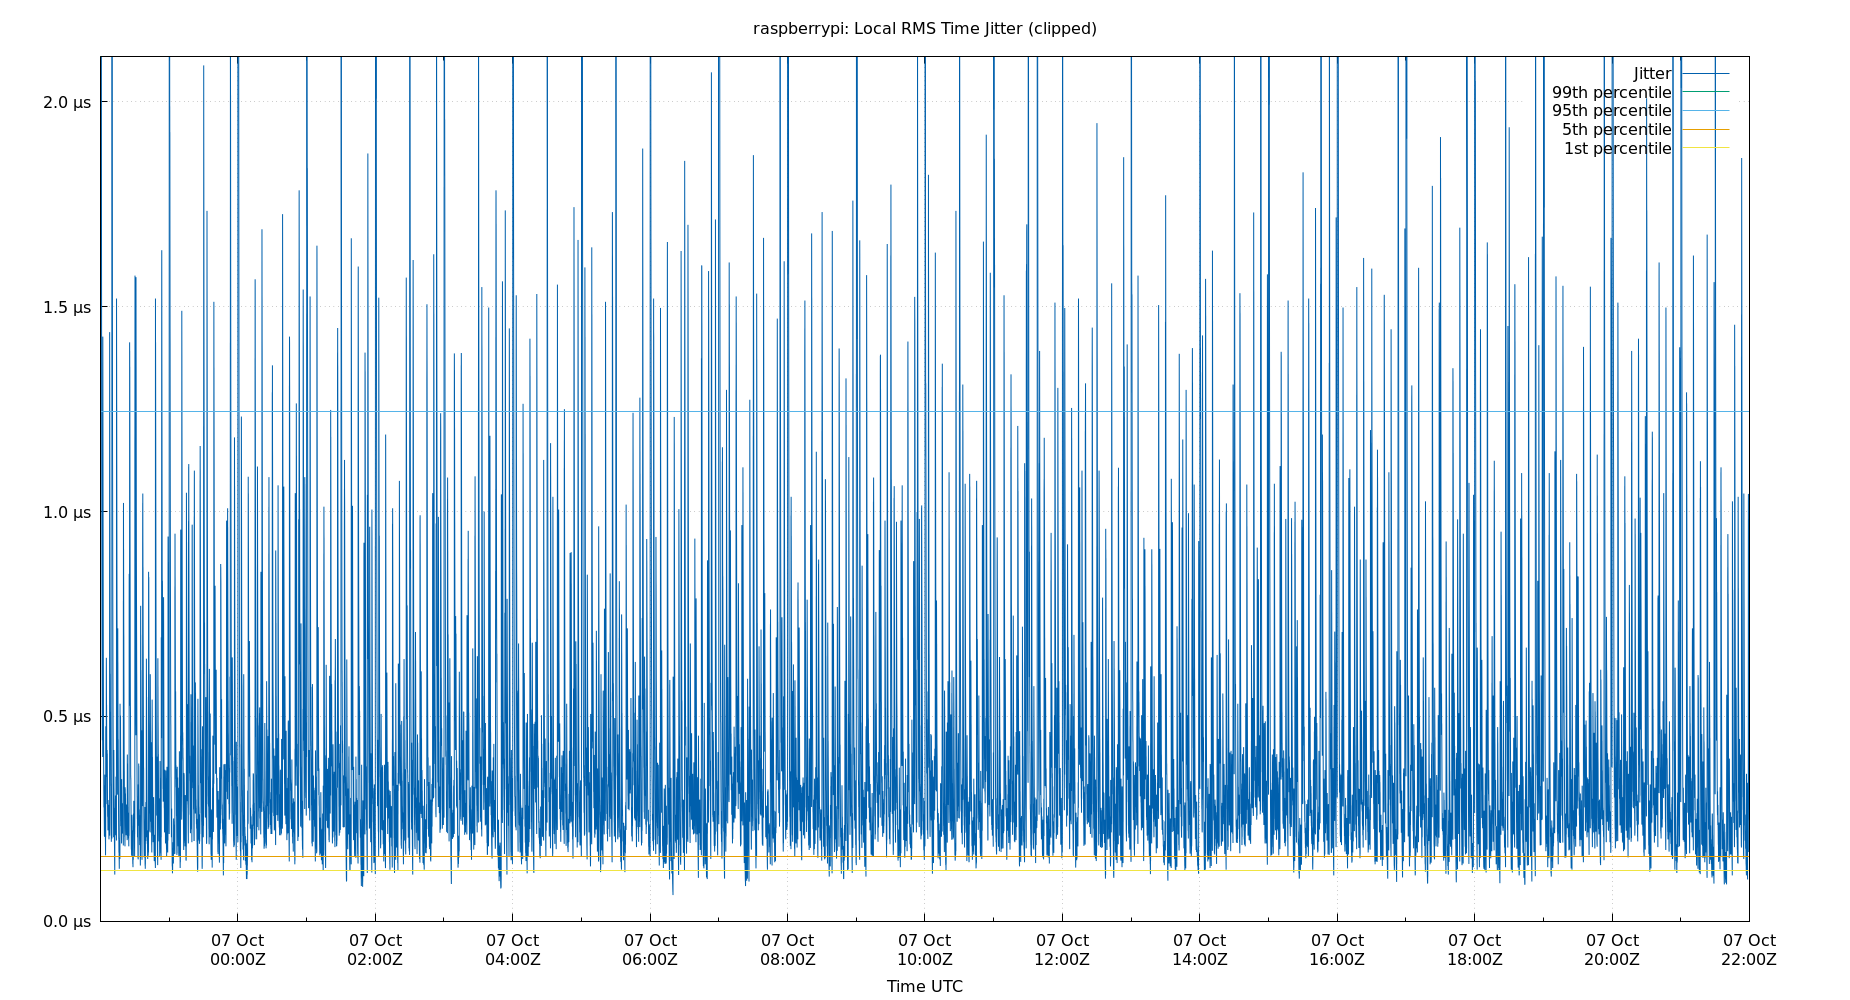 raspberrypi: Local RMS Time Jitter (clipped)
Jitter
99th percentile
95th percentile
5th percentile
1st percentile
2.0 µs
1.5 µs
1.0 µs
0.5 µs
0.0 µs
07 Oct 07 Oct 07 Oct 07 Oct 07 Oct 07 Oct 07 Oct 07 Oct 07 Oct 07 Oct 07 Oct 07 Oct
00:00Z 02:00Z 04:00Z 06:00Z 08:00Z 10:00Z 12:00Z 14:00Z 16:00Z 18:00Z 20:00Z 22:00Z
Time UTC